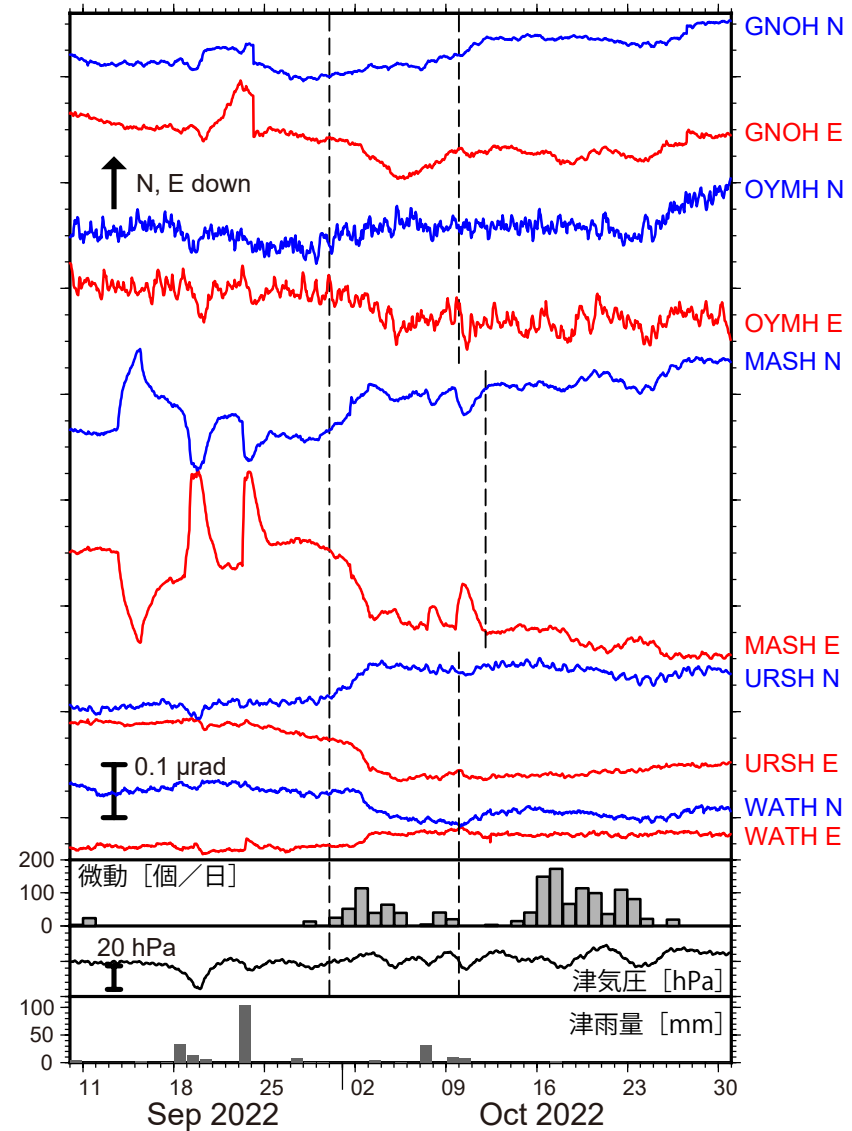 GNOH N
GNOH E
N, E down
OYMH N
OYMH E
MASH N
MASH E
URSH N
URSH E
0.1 μrad
WATH N
WATH E
200
100
0
微動［個／日］
20 hPa
津気圧［hPa］
100
50
0
津雨量［mm］
11 18 25 02 09 16 23 30
Sep 2022 Oct 2022